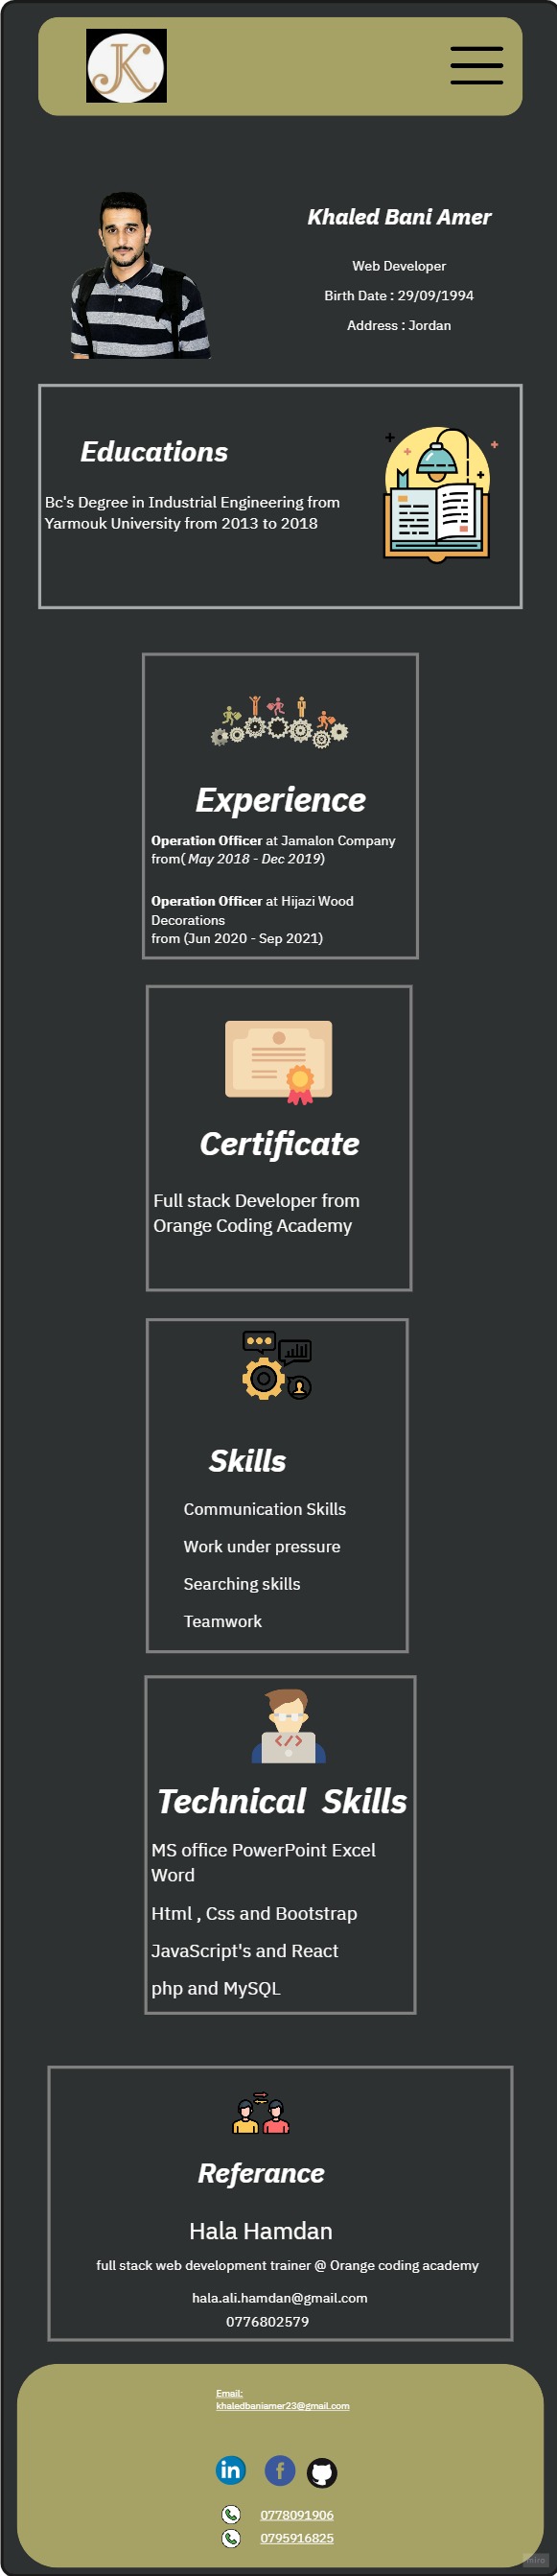 JK
Khaled Bani Amer
Web Developer
Birth Date : 29/09/1994
Address : Jordan
Educations
Bc's Degree in Industrial Engineering from
Yarmouk University from 2013 to 2018
Experience
Operation Officer at Jamalon Company
from( May 2018 - Dec 2019)
Operation Officer at Hijazi Wood
Decorations
from (Jun 2020 - Sep 2021)
Certificate
Full stack Developer from
Orange Coding Academy
Skills
Communication Skills
Work under pressure
Searching skills
Teamwork
</>
Technical Skills
MS office PowerPoint Excel
Word
Html , Css and Bootstrap
JavaScript's and React
php and MySQL
Referance
Hala Hamdan
full stack web development trainer @ Orange coding academy
hala.ali.hamdan@gmail.com
0776802579
Email:
khaledbaniamer23@gmail.com
in f
0778091906
0795916825
miro